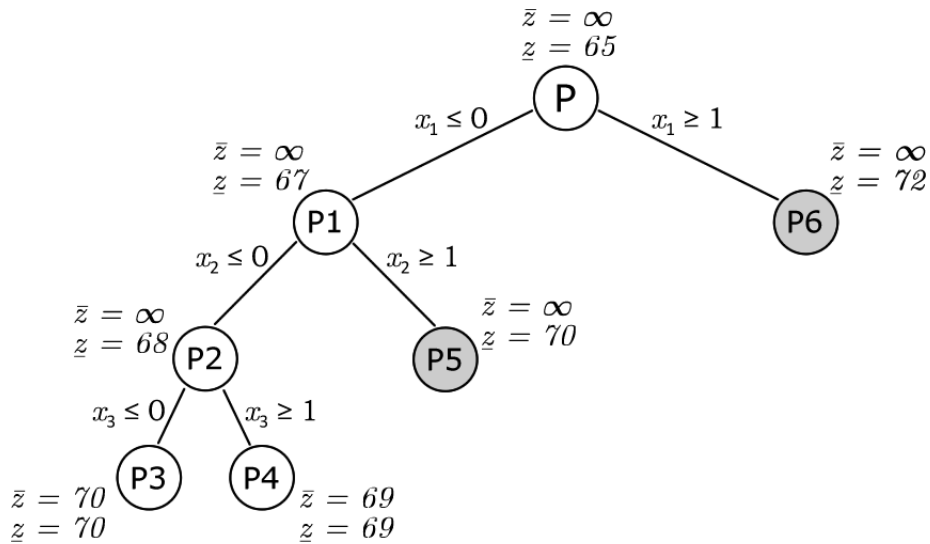 z̄ = ∞
z̲ = 65
P
x₁ ≤ 0
x₁ ≥ 1
z̄ = ∞
z̲ = 67
P1
z̄ = ∞
z̲ = 72
P6
x₂ ≤ 0
x₂ ≥ 1
z̄ = ∞
z̲ = 68
P2
z̄ = ∞
z̲ = 70
P5
x₃ ≤ 0
x₃ ≥ 1
P3
P4
z̄ = 70
z̲ = 70
z̄ = 69
z̲ = 69